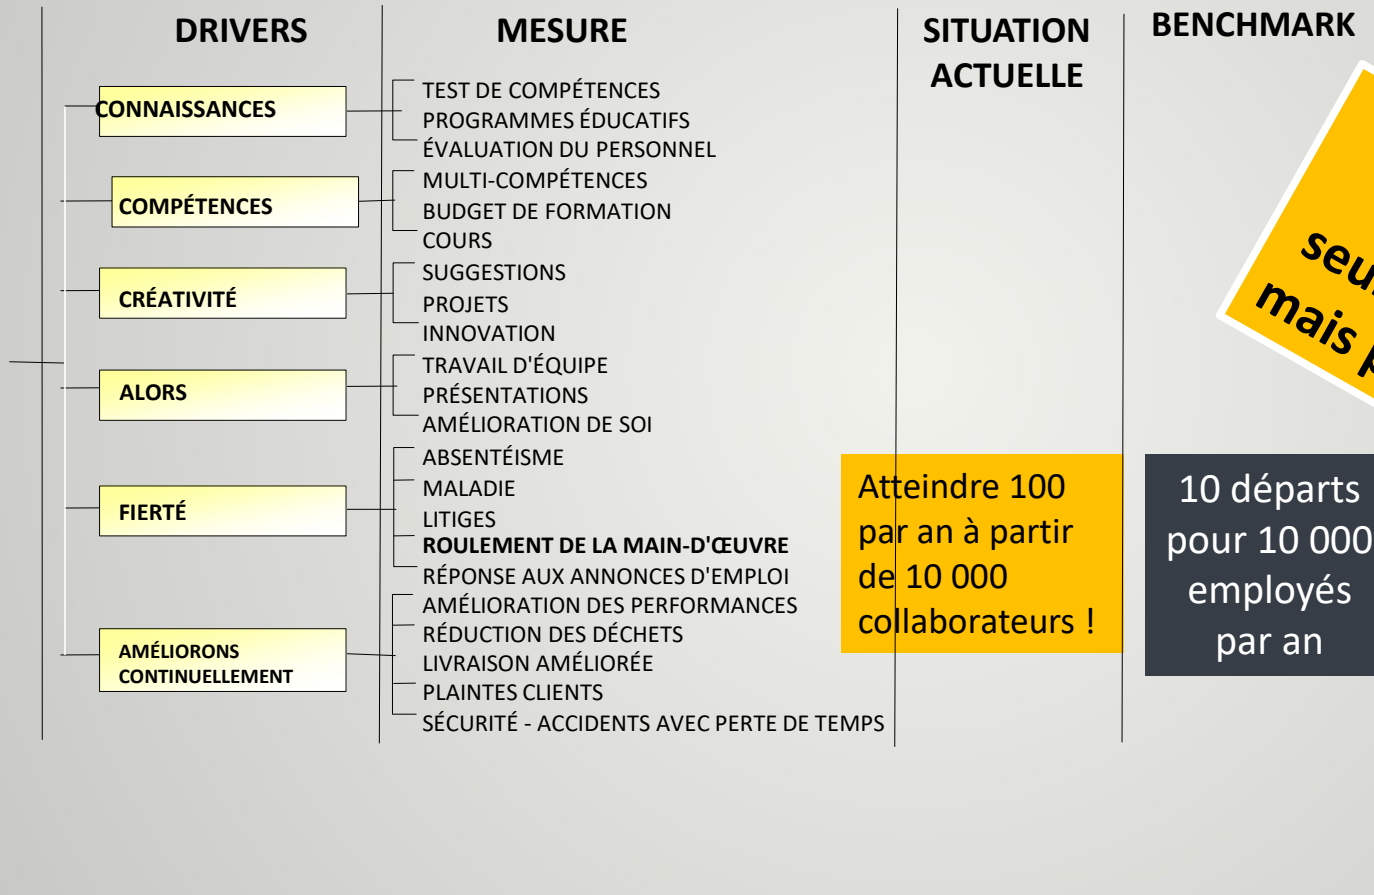 DRIVERS
MESURE
SITUATION
ACTUELLE
BENCHMARK
CONNAISSANCES
TEST DE COMPÉTENCES
PROGRAMMES ÉDUCATIFS
ÉVALUATION DU PERSONNEL
COMPÉTENCES
MULTI-COMPÉTENCES
BUDGET DE FORMATION
COURS
CRÉATIVITÉ
SUGGESTIONS
PROJETS
INNOVATION
ALORS
TRAVAIL D'ÉQUIPE
PRÉSENTATIONS
AMÉLIORATION DE SOI
FIERTÉ
ABSENTÉISME
MALADIE
LITIGES
ROULEMENT DE LA MAIN-D'ŒUVRE
RÉPONSE AUX ANNONCES D'EMPLOI
AMÉLIORONS
CONTINUELLEMENT
AMÉLIORATION DES PERFORMANCES
RÉDUCTION DES DÉCHETS
LIVRAISON AMÉLIORÉE
PLAINTES CLIENTS
SÉCURITÉ - ACCIDENTS AVEC PERTE DE TEMPS
Atteindre 100
par an à partir
de 10 000
collaborateurs !
10 départs
pour 10 000
employés
par an
mais